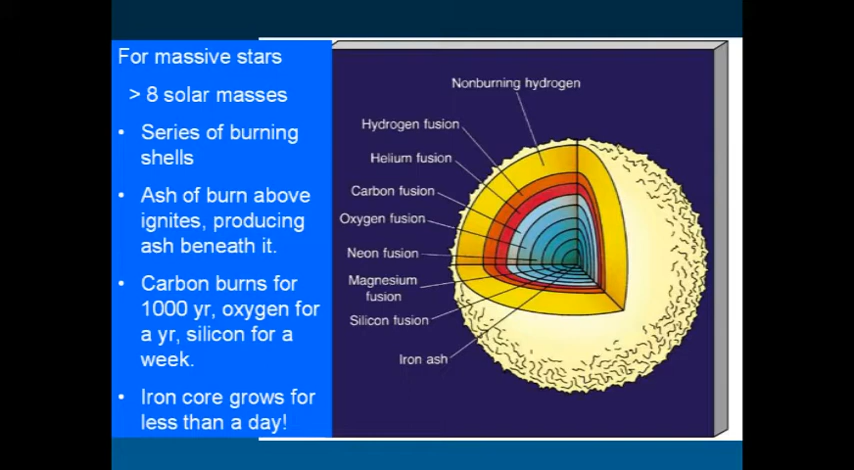 For massive stars
> 8 solar masses
• Series of burning
shells
• Ash of burn above
ignites, producing
ash beneath it.
• Carbon burns for
1000 yr, oxygen for
a yr, silicon for a
week.
• Iron core grows for
less than a day!
Nonburning hydrogen
Hydrogen fusion
Helium fusion
Carbon fusion
Oxygen fusion
Neon fusion
Magnesium
fusion
Silicon fusion
Iron ash